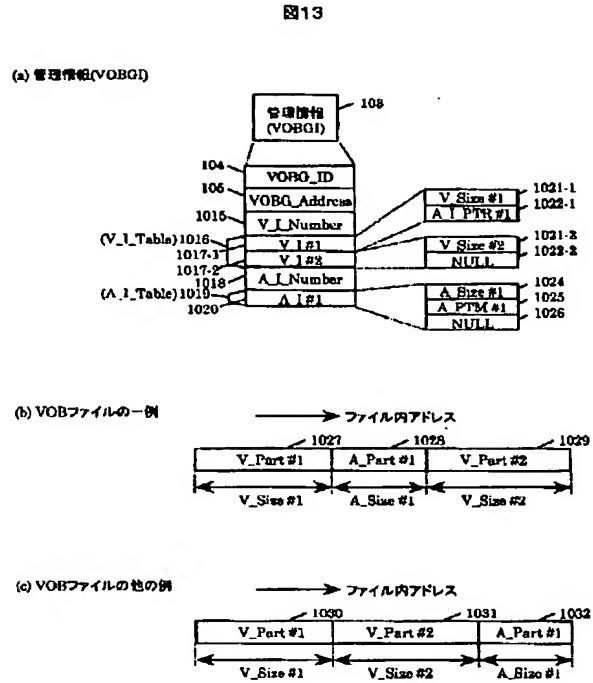 図13
(a) 管理情報(VOBGI)
管理情報
(VOBGI)
108
104
VOBG_ID
106
VOBG_Address
1015
V_I_Number
(V_I_Table) 1016
1017-1
V_I#1
1017-2
V_I#2
1018
A_I_Number
(A_I_Table) 1019
1020
A_I#1
V_Size #1
1021-1
A_I_PTR #1
1022-1
V_Size #2
1021-2
NULL
1022-2
A_Size #1
1024
A_PTM #1
1025
NULL
1026
(b) VOBファイルの一例
ファイル内アドレス
1027
1028
1029
V_Part #1
A_Part #1
V_Part #2
V_Size #1
A_Size #1
V_Size #2
(c) VOBファイルの他の例
ファイル内アドレス
1030
1031
1032
V_Part #1
V_Part #2
A_Part #1
V_Size #1
V_Size #2
A_Size #1